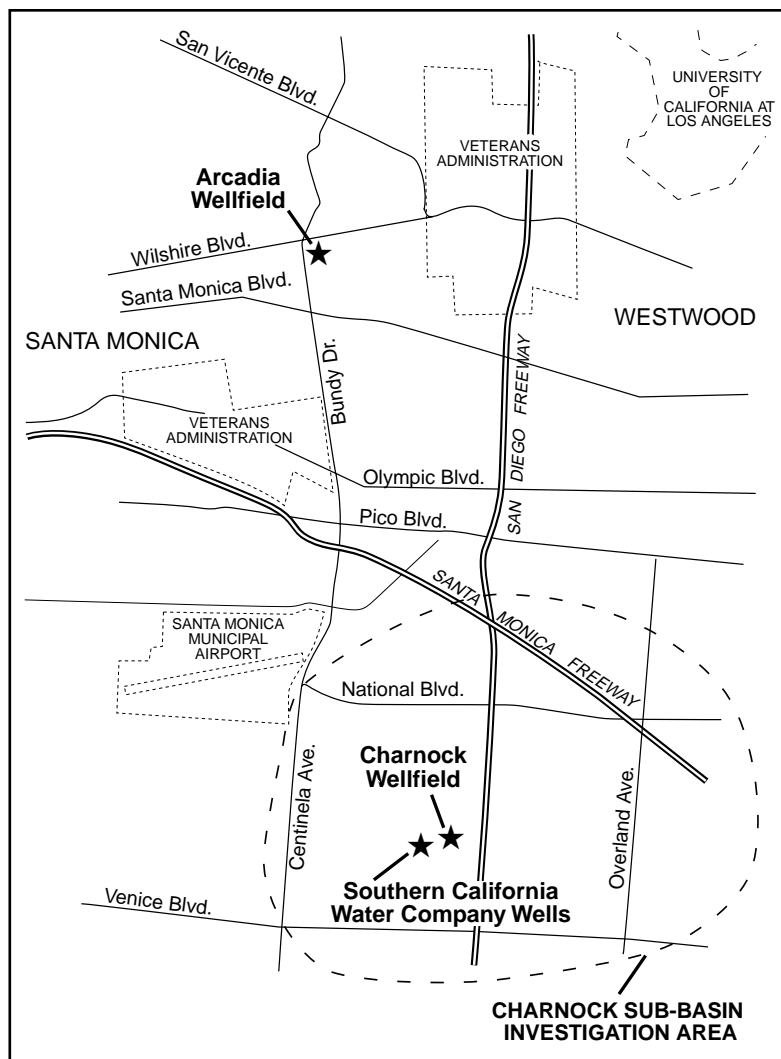 San Vicente Blvd.
UNIVERSITY
OF
CALIFORNIA AT
LOS ANGELES
VETERANS
ADMINISTRATION
Arcadia
Wellfield
Wilshire Blvd.
Santa Monica Blvd.
WESTWOOD
SANTA MONICA
Bundy Dr.
SAN DIEGO FREEWAY
VETERANS
ADMINISTRATION
Olympic Blvd.
Pico Blvd.
SANTA MONICA FREEWAY
SANTA MONICA
MUNICIPAL
AIRPORT
National Blvd.
Centinela Ave.
Charnock
Wellfield
Overland Ave.
Southern California
Water Company Wells
Venice Blvd.
CHARNOCK SUB-BASIN
INVESTIGATION AREA